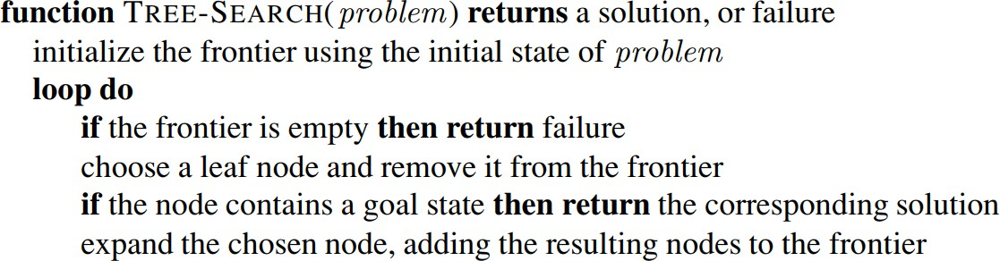 function TREE-SEARCH(problem) returns a solution, or failure
initialize the frontier using the initial state of problem
loop do
if the frontier is empty then return failure
choose a leaf node and remove it from the frontier
if the node contains a goal state then return the corresponding solution
expand the chosen node, adding the resulting nodes to the frontier